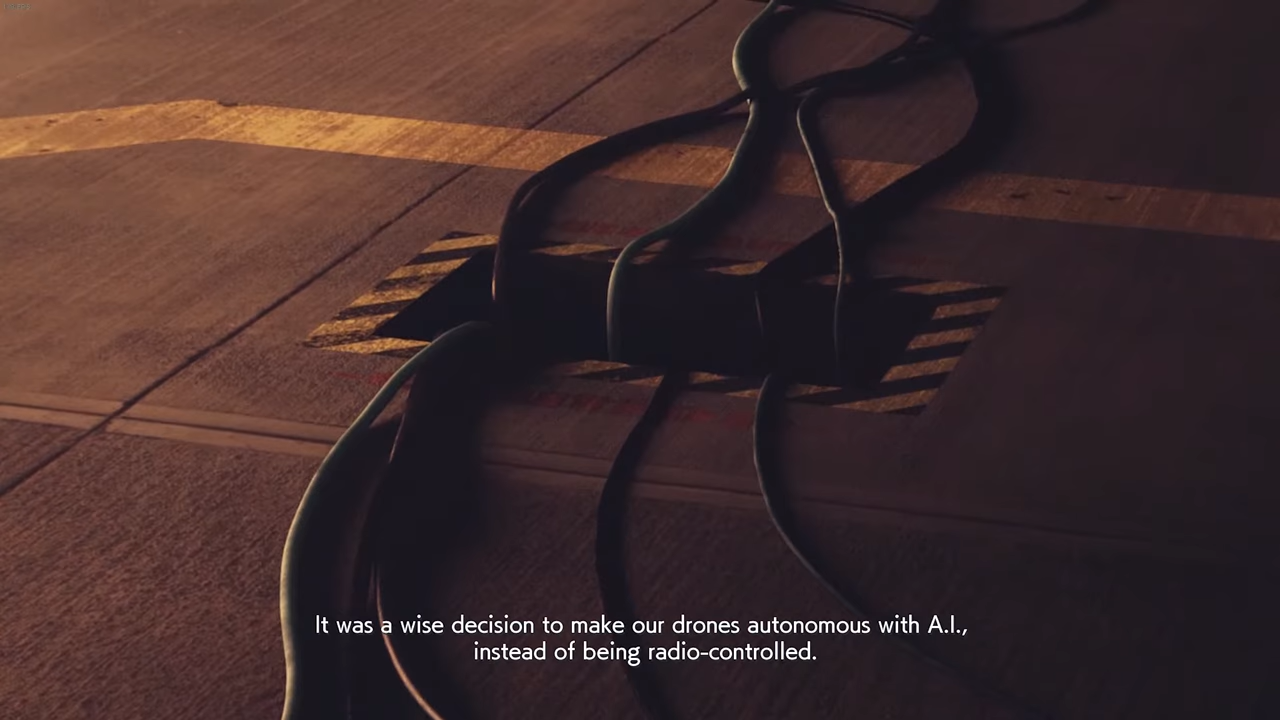 It was a wise decision to make our drones autonomous with A.I.,
instead of being radio-controlled.